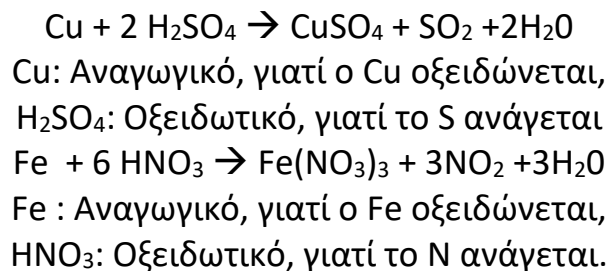 Cu + 2 H₂SO₄ → CuSO₄ + SO₂ +2H₂0
Cu: Αναγωγικό, γιατί ο Cu οξειδώνεται,
H₂SO₄: Οξειδωτικό, γιατί το S ανάγεται
Fe + 6 HNO₃ → Fe(NO₃)₃ + 3NO₂ +3H₂0
Fe : Αναγωγικό, γιατί ο Fe οξειδώνεται,
HNO₃: Οξειδωτικό, γιατί το N ανάγεται.